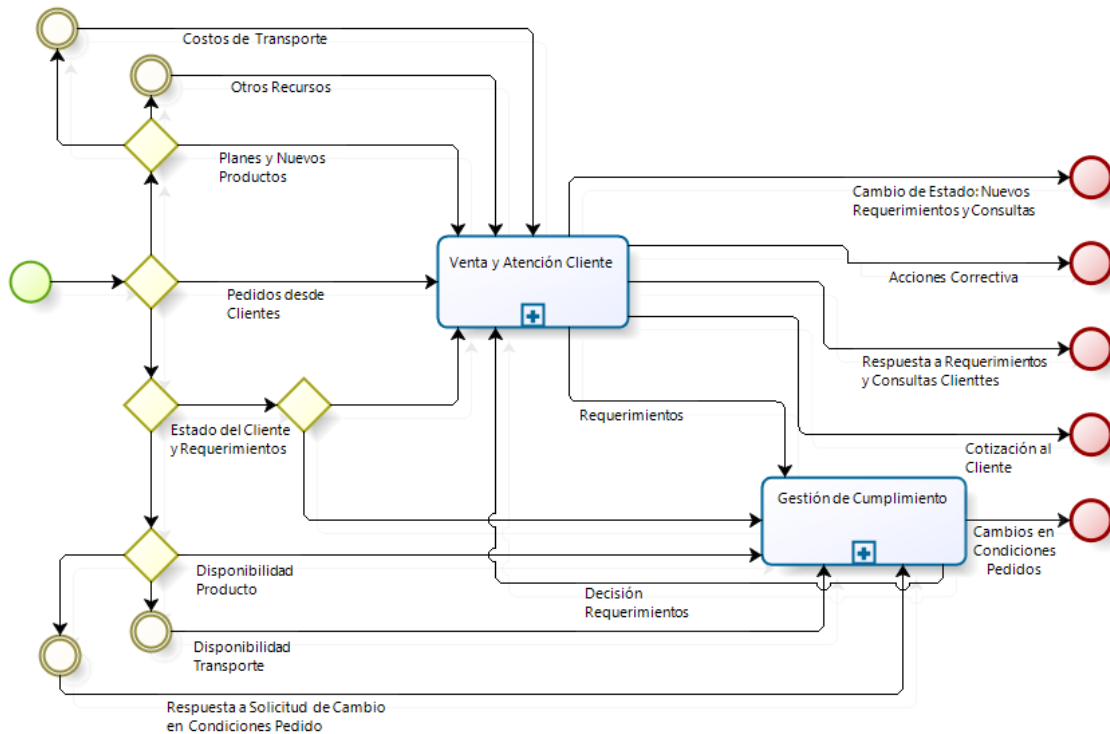 Costos de Transporte
Otros Recursos
Planes y Nuevos
Productos
Cambio de Estado: Nuevos
Requerimientos y Consultas
Venta y Atención Cliente
Acciones Correctiva
Pedidos desde
Clientes
Respuesta a Requerimientos
y Consultas Clienttes
Requerimientos
Estado del Cliente
y Requerimientos
Cotización al
Cliente
Gestión de Cumplimiento
Cambios en
Condiciones
Pedidos
Disponibilidad
Producto
Decisión
Requerimientos
Disponibilidad
Transporte
Respuesta a Solicitud de Cambio
en Condiciones Pedido